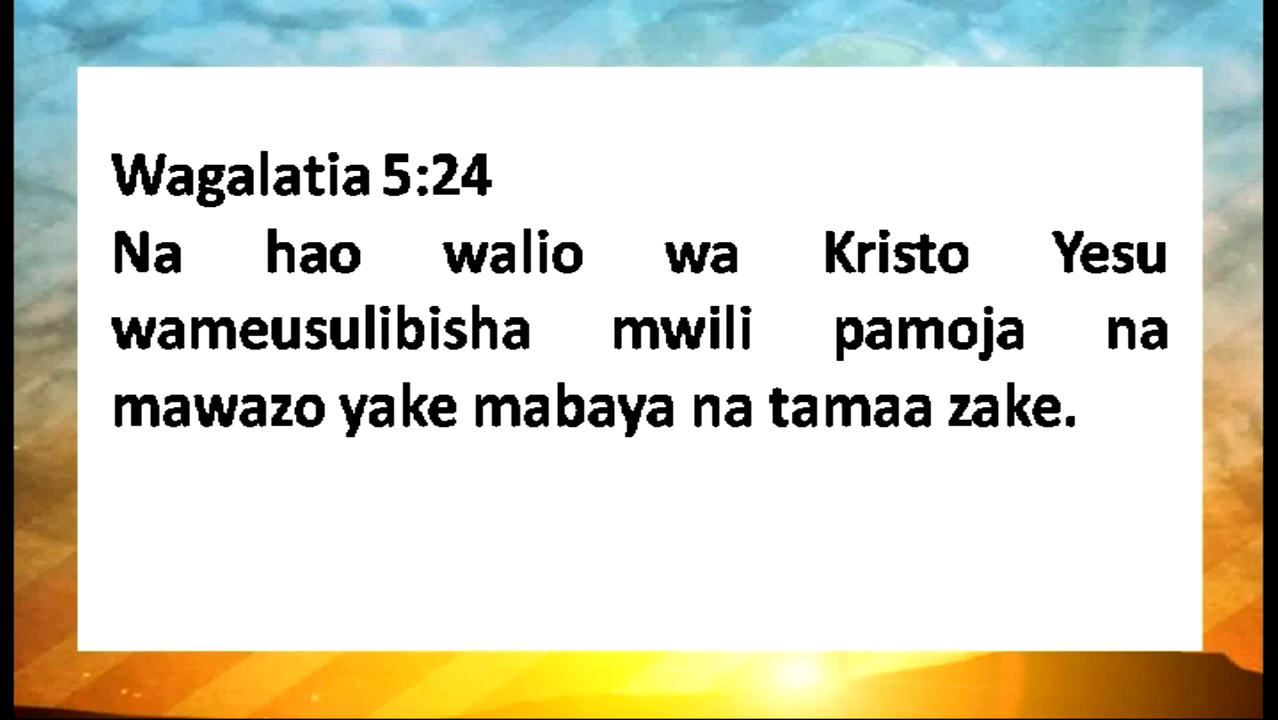 Wagalatia 5:24
Na hao walio wa Kristo Yesu
wameusulibisha mwili pamoja na
mawazo yake mabaya na tamaa zake.